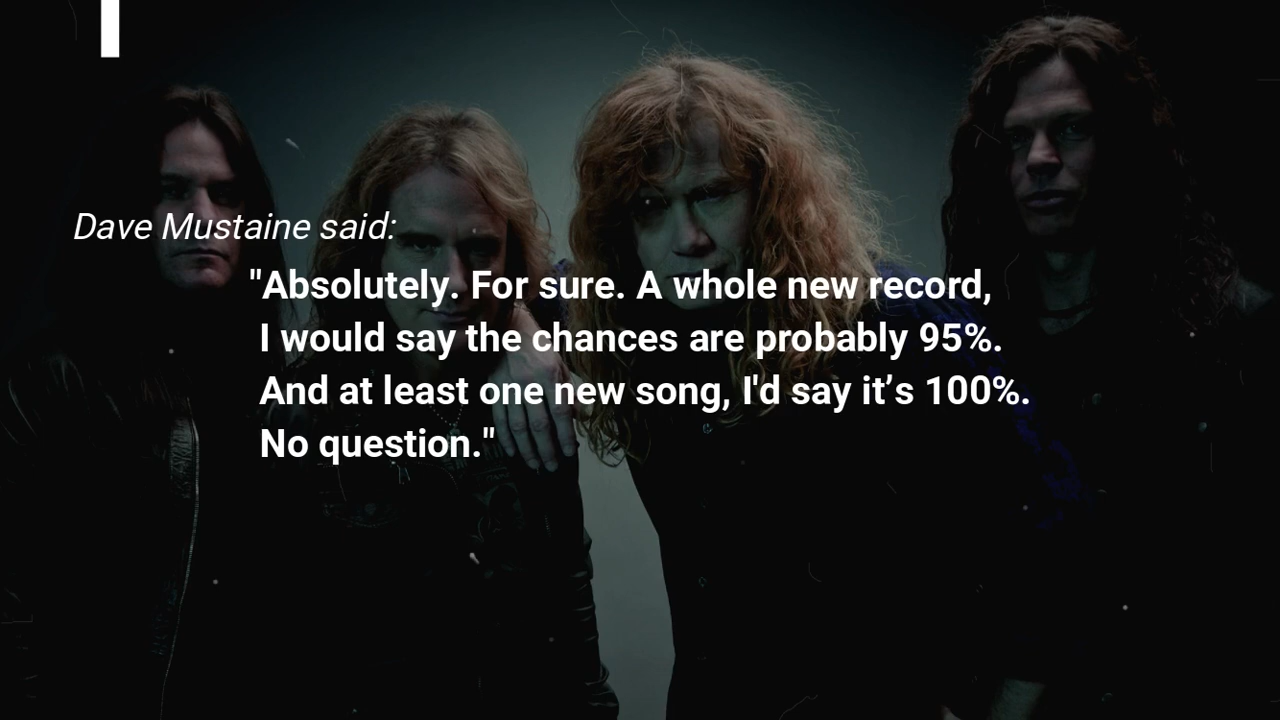 Dave Mustaine said:
"Absolutely. For sure. A whole new record,
I would say the chances are probably 95%.
And at least one new song, I'd say it’s 100%.
No question."